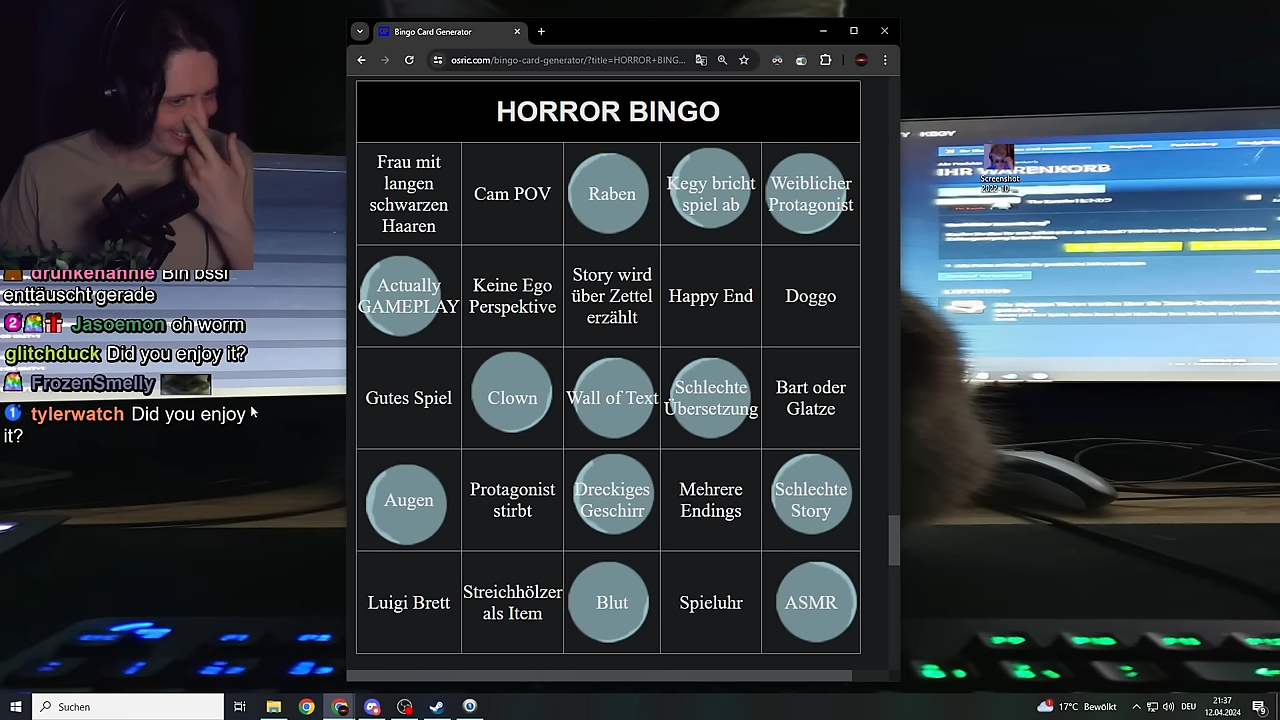 Bingo Card Generator
osric.com/bingo-card-generator/?title=HORROR+BING...
HORROR BINGO
Frau mit
langen
schwarzen
Haaren
Cam POV
Raben
Kegy bricht
spiel ab
Weiblicher
Protagonist
Actually
GAMEPLAY
Keine Ego
Perspektive
Story wird
über Zettel
erzählt
Happy End
Doggo
Gutes Spiel
Clown
Wall of Text
Schlechte
Übersetzung
Bart oder
Glatze
Augen
Protagonist
stirbt
Dreckiges
Geschirr
Mehrere
Endings
Schlechte
Story
Luigi Brett
Streichhölzer
als Item
Blut
Spieluhr
ASMR
drunkenannie Bin bssl
enttäuscht gerade
2 Jasoemon oh worm
glitchduck Did you enjoy it?
FrozenSmelly
1 tylerwatch Did you enjoy
it?
IHR WARENKORB
Screenshot
Suchen
17°C Bewölkt
DEU
21:37
12.04.2024